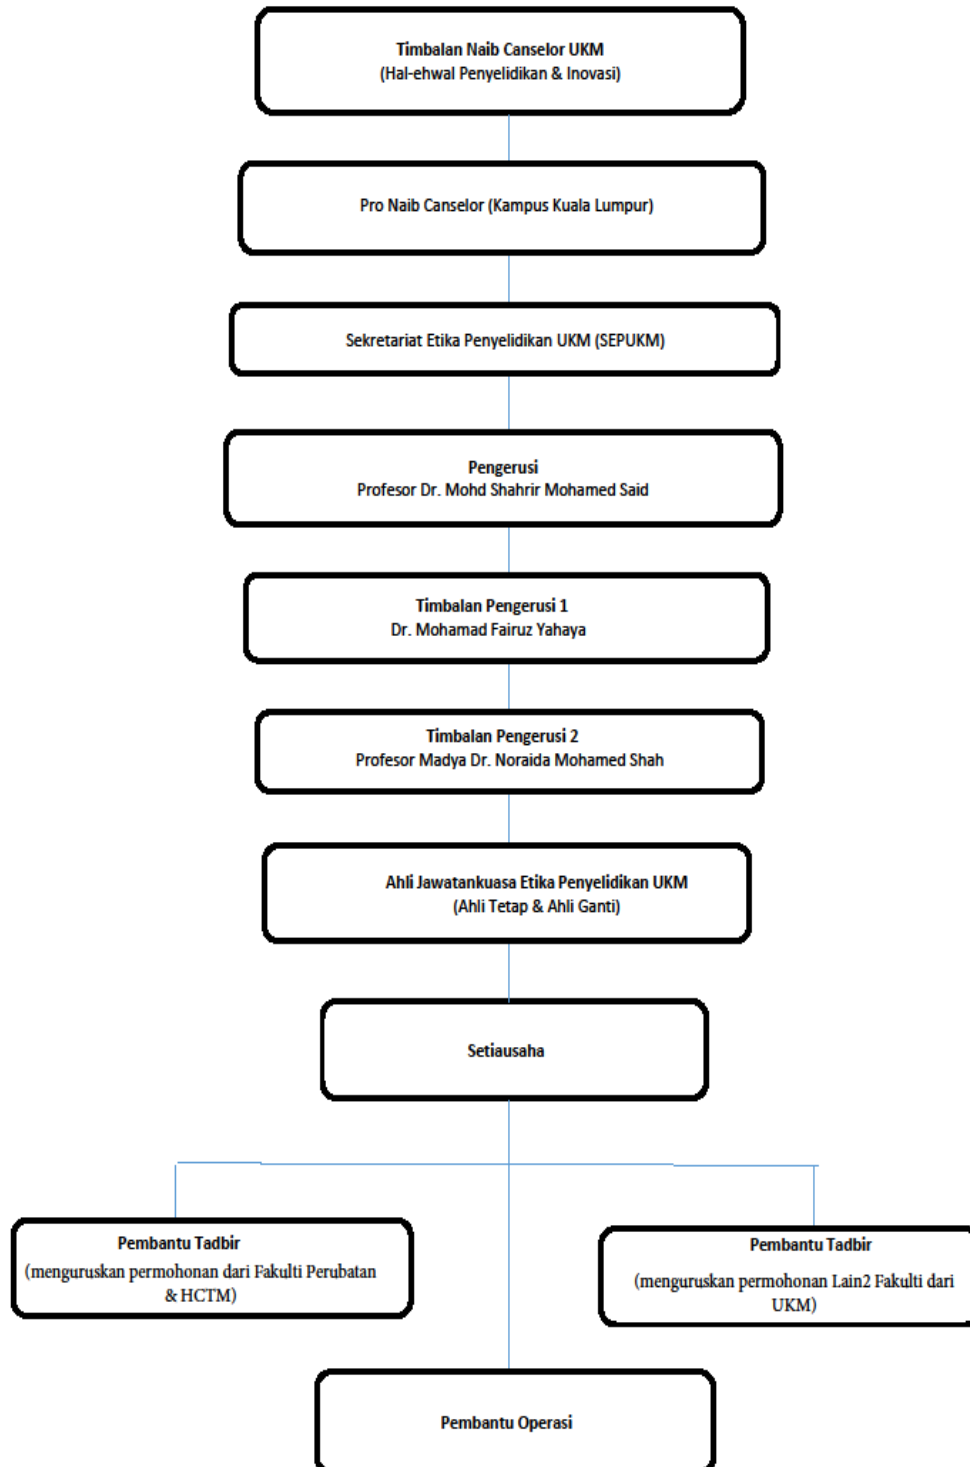 Timbalan Naib Canselor UKM
(Hal-ehwal Penyelidikan & Inovasi)
Pro Naib Canselor (Kampus Kuala Lumpur)
Sekretariat Etika Penyelidikan UKM (SEPUKM)
Pengerusi
Profesor Dr. Mohd Shahrir Mohamed Said
Timbalan Pengerusi 1
Dr. Mohamad Fairuz Yahaya
Timbalan Pengerusi 2
Profesor Madya Dr. Noraida Mohamed Shah
Ahli Jawatankuasa Etika Penyelidikan UKM
(Ahli Tetap & Ahli Ganti)
Setiausaha
Pembantu Tadbir
(menguruskan permohonan dari Fakulti Perubatan
& HCTM)
Pembantu Tadbir
(menguruskan permohonan Lain2 Fakulti dari
UKM)
Pembantu Operasi